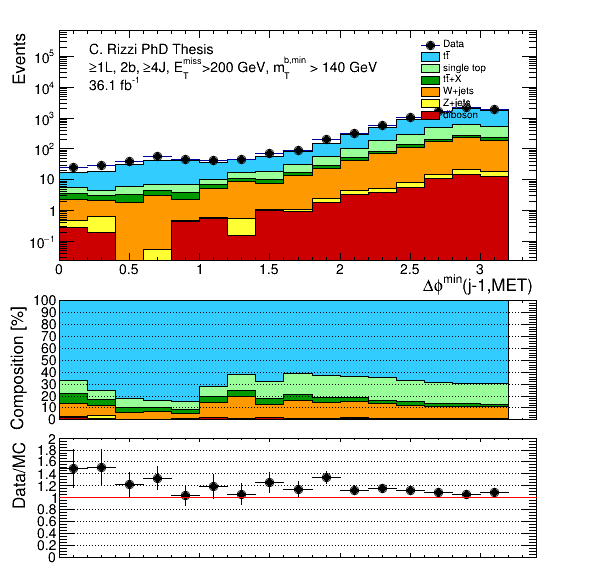 C. Rizzi PhD Thesis
≥1L, 2b, ≥4J, E_T^miss>200 GeV, m_T^b,min > 140 GeV
36.1 fb⁻¹
Data
tt̄
single top
tt̄+X
W+jets
Z+jets
diboson
Events
10⁵
10⁴
10³
10²
10
1
10⁻¹
0 0.5 1 1.5 2 2.5 3
Δϕ^min(j-1,MET)
Composition [%]
100
90
80
70
60
50
40
30
20
10
0
Data/MC
2
1.8
1.6
1.4
1.2
1
0.8
0.6
0.4
0.2
0